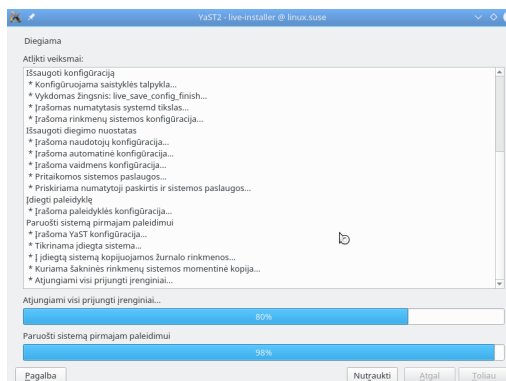 YaST2 - live-installer @ linux.suse
Diegiama
Atlikti veiksmai:
Išsaugoti konfigūraciją
* Konfigūruojama saistyklės talpykla...
* Vykdomas žingsnis: live_save_config_finish...
* Įrašomas numatytasis systemd tikslas...
* Įrašoma rinkmenų sistemos konfigūracija...
Išsaugoti diegimo nuostatas
* Įrašoma naudotojų konfigūracija...
* Įrašoma automatinė konfigūracija...
* Įrašoma vaidmens konfigūracija...
* Pritaikomos sistemos paslaugos...
* Priskiriama numatytoji paskirtis ir sistemos paslaugos...
Įdiegti paleidyklę
* Įrašoma paleidyklės konfigūracija...
Paruošti sistemą pirmajam paleidimui
* Įrašoma YaST konfigūracija...
* Tikrinama įdiegta sistema...
* Į įdiegtą sistemą kopijuojamos žurnalo rinkmenos...
* Kuriama šakninės rinkmenų sistemos momentinė kopija...
* Atjungiami visi prijungti įrenginiai...
Atjungiami visi prijungti įrenginiai...
80%
Paruošti sistemą pirmajam paleidimui
98%
Pagalba
Nutraukti
Atgal
Toliau